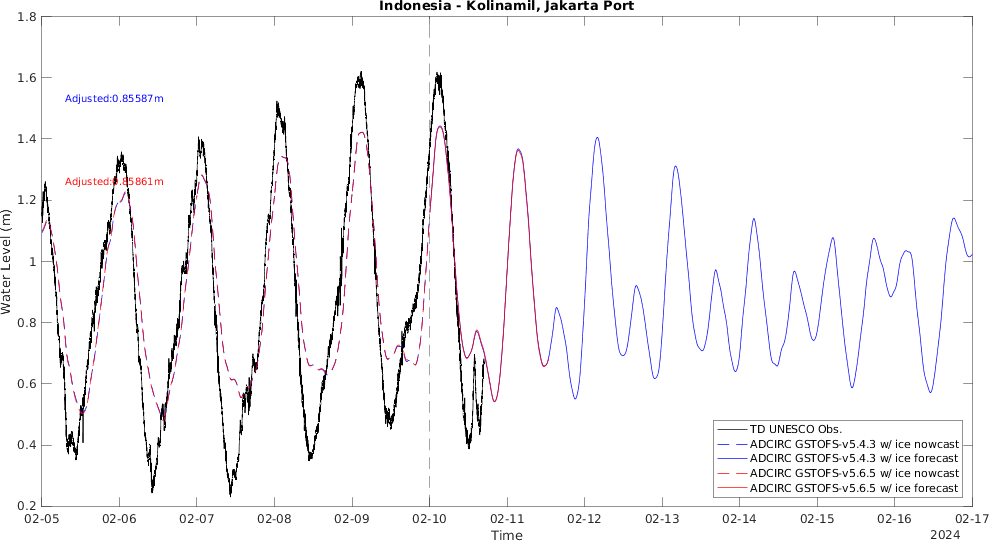 Indonesia - Kolinamil, Jakarta Port
1.8
1.6
1.4
1.2
1
0.8
0.6
0.4
0.2
Water Level (m)
Adjusted:0.85587m
Adjusted:0.85861m
TD UNESCO Obs.
ADCIRC GSTOFS-v5.4.3 w/ ice nowcast
ADCIRC GSTOFS-v5.4.3 w/ ice forecast
ADCIRC GSTOFS-v5.6.5 w/ ice nowcast
ADCIRC GSTOFS-v5.6.5 w/ ice forecast
02-05 02-06 02-07 02-08 02-09 02-10 02-11 02-12 02-13 02-14 02-15 02-16 02-17
Time
2024